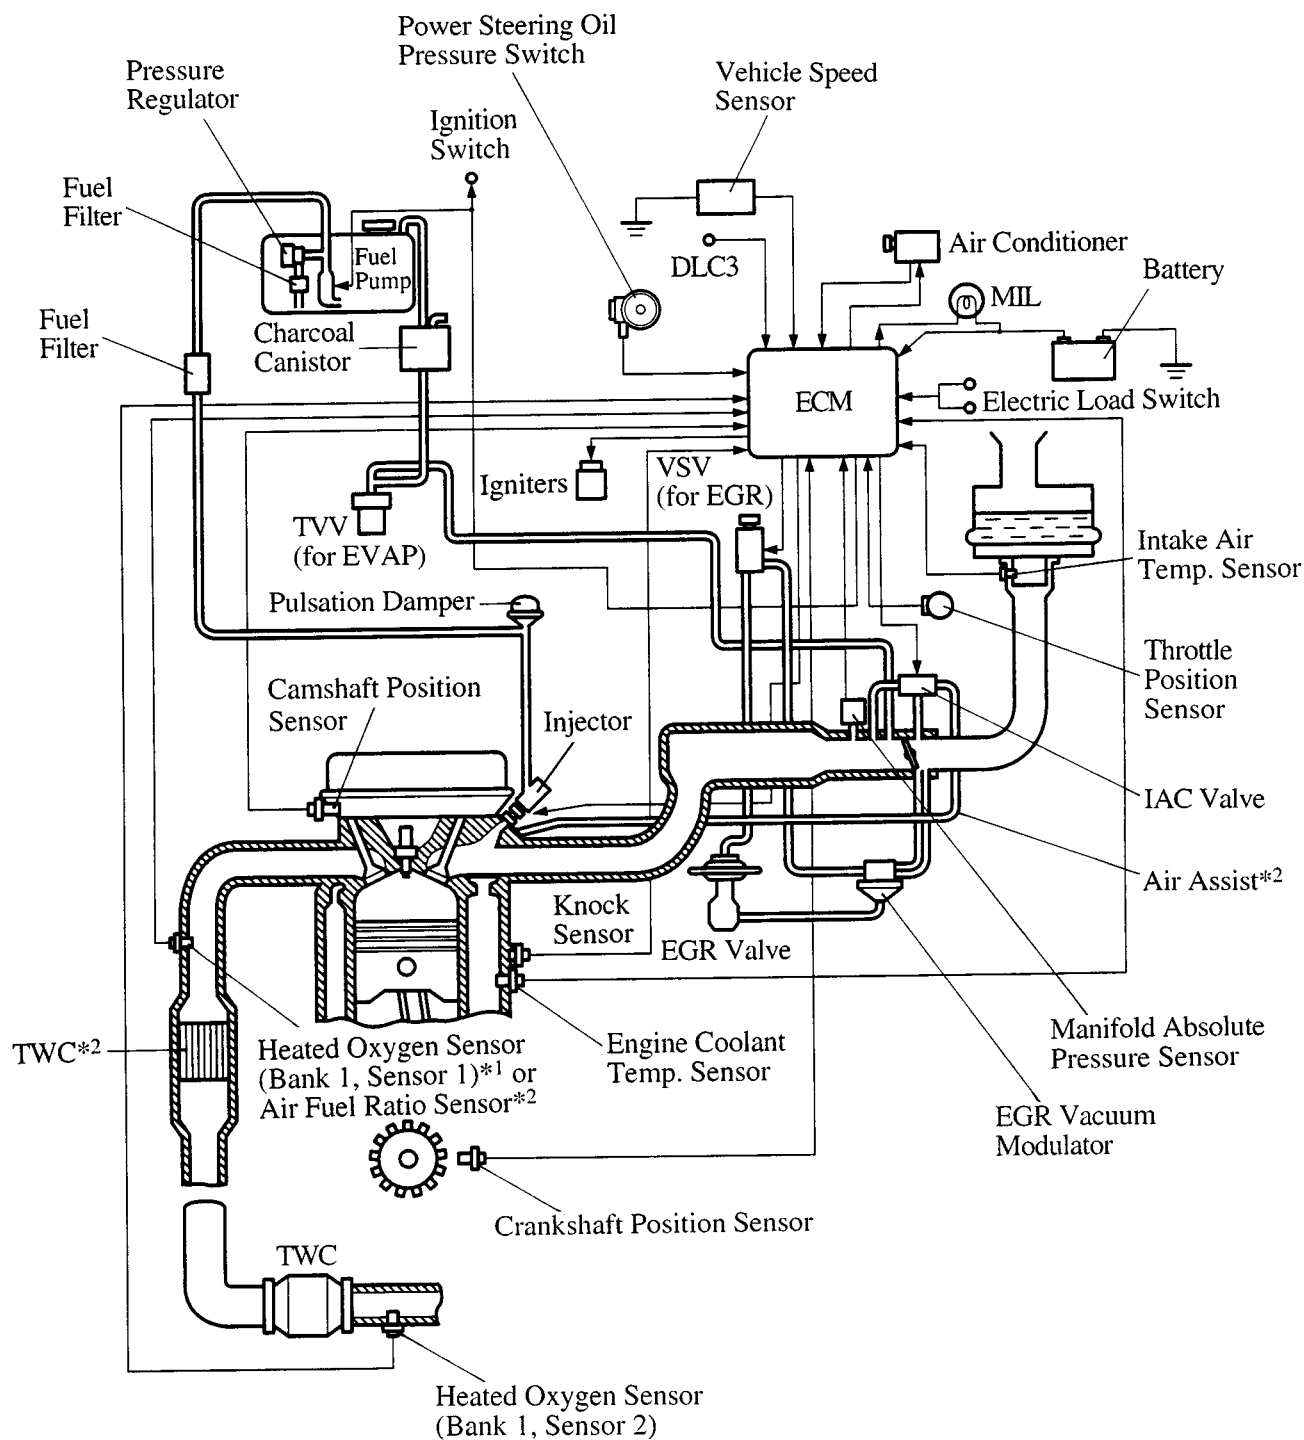 Power Steering Oil
Pressure Switch
Pressure
Regulator
Vehicle Speed
Sensor
Ignition
Switch
Fuel
Filter
DLC3
Air Conditioner
Battery
Fuel
Pump
MIL
Fuel
Filter
Charcoal
Canistor
ECM
Electric Load Switch
Igniters
VSV
(for EGR)
TVV
(for EVAP)
Intake Air
Temp. Sensor
Pulsation Damper
Throttle
Position
Sensor
Camshaft Position
Sensor
Injector
IAC Valve
Air Assist*2
Knock
Sensor
EGR Valve
Manifold Absolute
Pressure Sensor
TWC*2
Heated Oxygen Sensor
(Bank 1, Sensor 1)*1 or
Air Fuel Ratio Sensor*2
Engine Coolant
Temp. Sensor
EGR Vacuum
Modulator
Crankshaft Position Sensor
TWC
Heated Oxygen Sensor
(Bank 1, Sensor 2)